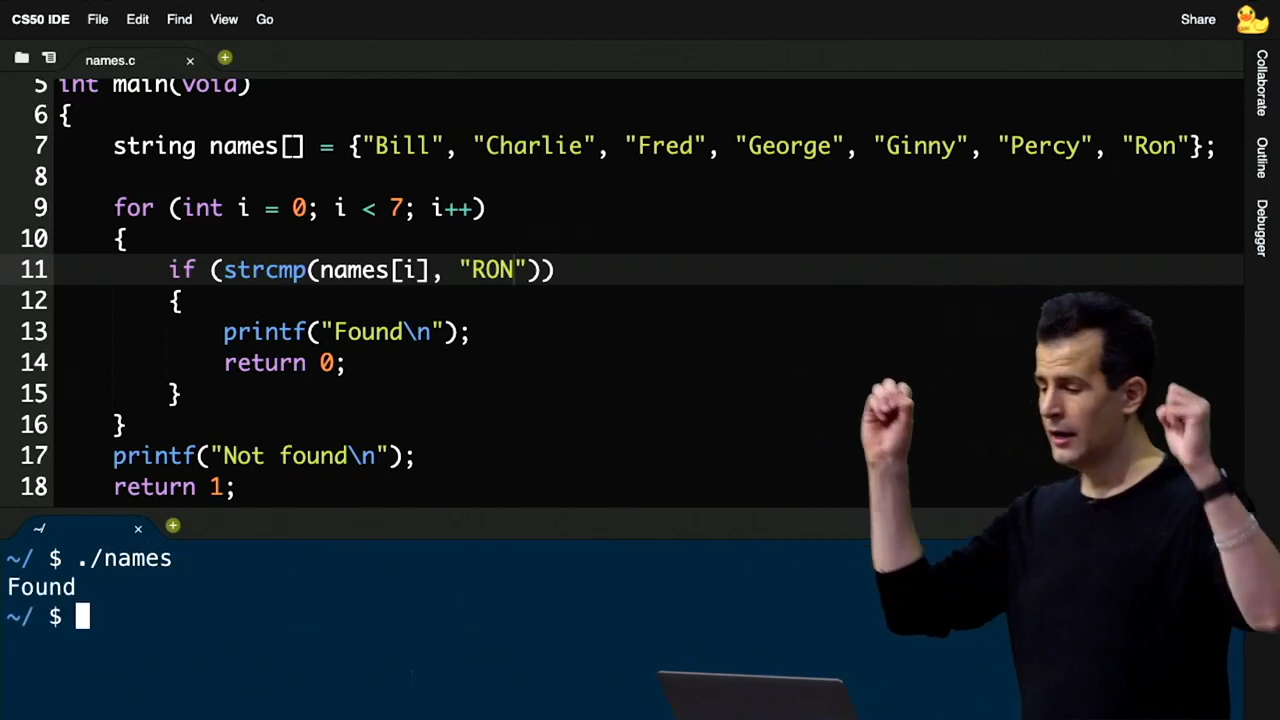 CS50 IDE File Edit Find View Go Share
names.c
5 int main(void)
6 {
7 string names[] = {"Bill", "Charlie", "Fred", "George", "Ginny", "Percy", "Ron"};
8
9 for (int i = 0; i < 7; i++)
10 {
11 if (strcmp(names[i], "RON"))
12 {
13 printf("Found\n");
14 return 0;
15 }
16 }
17 printf("Not found\n");
18 return 1;
Collaborate
Outline
Debugger
~/
~/ $ ./names
Found
~/ $